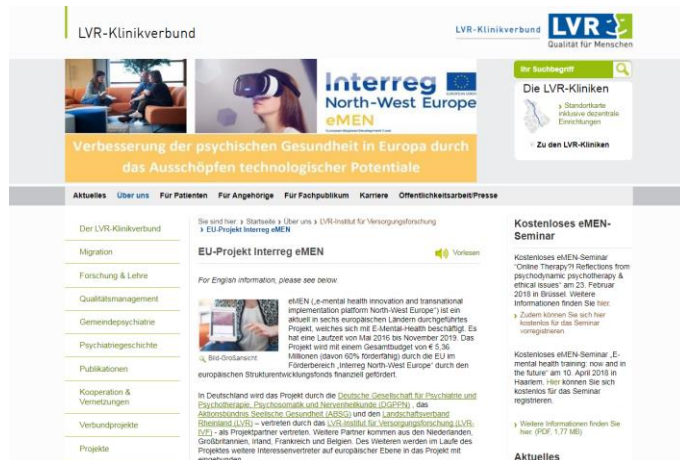 LVR-Klinikverbund
LVR-Klinikverbund
LVR
Qualität für Menschen
Interreg
North-West Europe
eMEN
Verbesserung der psychischen Gesundheit in Europa durch
das Ausschöpfen technologischer Potentiale
Ihr Suchbegriff
Die LVR-Kliniken
Standortkarte
inklusive dezentrale
Einrichtungen
Zu den LVR-Kliniken
Aktuelles Über uns Für Patienten Für Angehörige Für Fachpublikum Karriere Öffentlichkeitsarbeit/Presse
Der LVR-Klinikverbund
Migration
Forschung & Lehre
Qualitätsmanagement
Gemeindepsychiatrie
Psychiatriegeschichte
Publikationen
Kooperation &
Vernetzungen
Verbundprojekte
Projekte
Sie sind hier: Startseite Über uns LVR-Institut für Versorgungsforschung
EU-Projekt Interreg eMEN
EU-Projekt Interreg eMEN
Vorlesen
For English information, please see below.
eMEN („e-mental health innovation and transnational
implementation platform North-West Europe“) ist ein
aktuell in sechs europäischen Ländern durchgeführtes
Projekt, welches sich mit E-Mental-Health beschäftigt. Es
hat eine Laufzeit von Mai 2016 bis November 2019. Das
Projekt wird mit einem Gesamtbudget von € 5,36
Millionen (davon 60% förderfähig) durch die EU im
Förderbereich „Interreg North-West Europe“ durch den
europäischen Strukturentwicklungsfonds finanziell gefördert.
Bild-Großansicht
In Deutschland wird das Projekt durch die Deutsche Gesellschaft für Psychiatrie und
Psychotherapie, Psychosomatik und Nervenheilkunde (DGPPN) , das
Aktionsbündnis Seelische Gesundheit (ABSG) und den Landschaftsverband
Rheinland (LVR) – vertreten durch das LVR-Institut für Versorgungsforschung (LVR-
IVF) - als Projektpartner vertreten. Weitere Partner kommen aus den Niederlanden,
Großbritannien, Irland, Frankreich und Belgien. Des Weiteren werden im Laufe des
Projektes weitere Interessenvertreter auf europäischer Ebene in das Projekt mit
eingebunden.
Kostenloses eMEN-
Seminar
Kostenloses eMEN-Seminar
"Online Therapy?! Reflections from
psychodynamic psychotherapy &
ethical issues" am 23. Februar
2018 in Brüssel. Weitere
Informationen finden Sie hier.
Zudem können Sie sich hier
kostenlos für das Seminar
vorregistrieren
Kostenloses eMEN-Seminar „E-
mental health training: now and in
the future“ am 10. April 2018 in
Haarlem. Hier können Sie sich
kostenlos für das Seminar
registrieren.
Weitere Informationen finden Sie
hier. (PDF, 1,77 MB)
Aktuelles